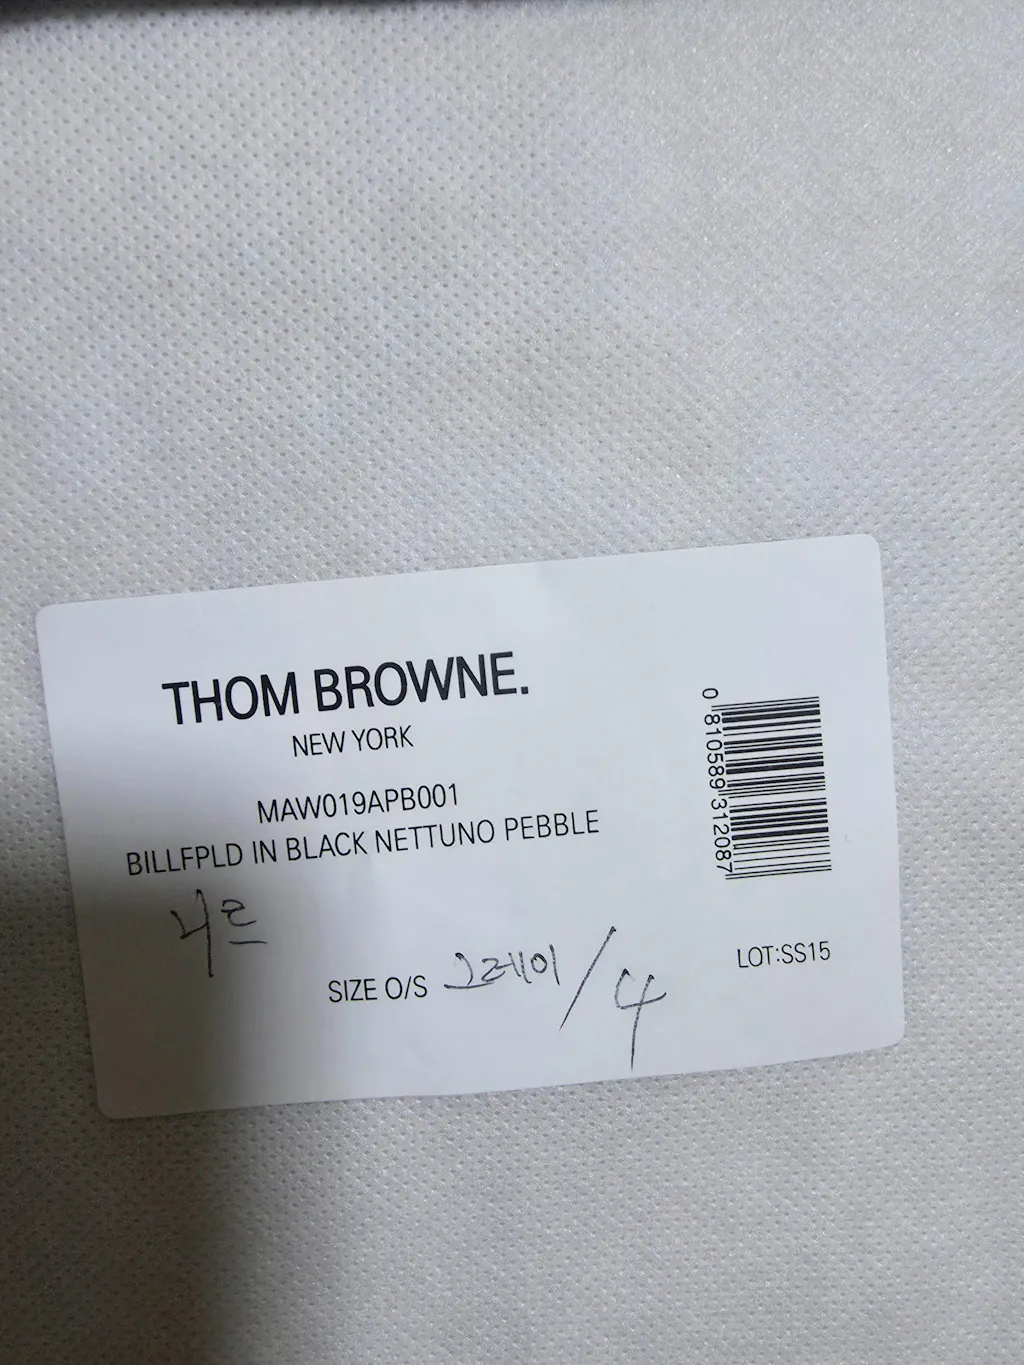 THOM BROWNE.
NEW YORK
MAW019APB001
BILLFPLD IN BLACK NETTUNO PEBBLE
니트
SIZE O/S 그레이/4
LOT:SS15
0 810589 312087